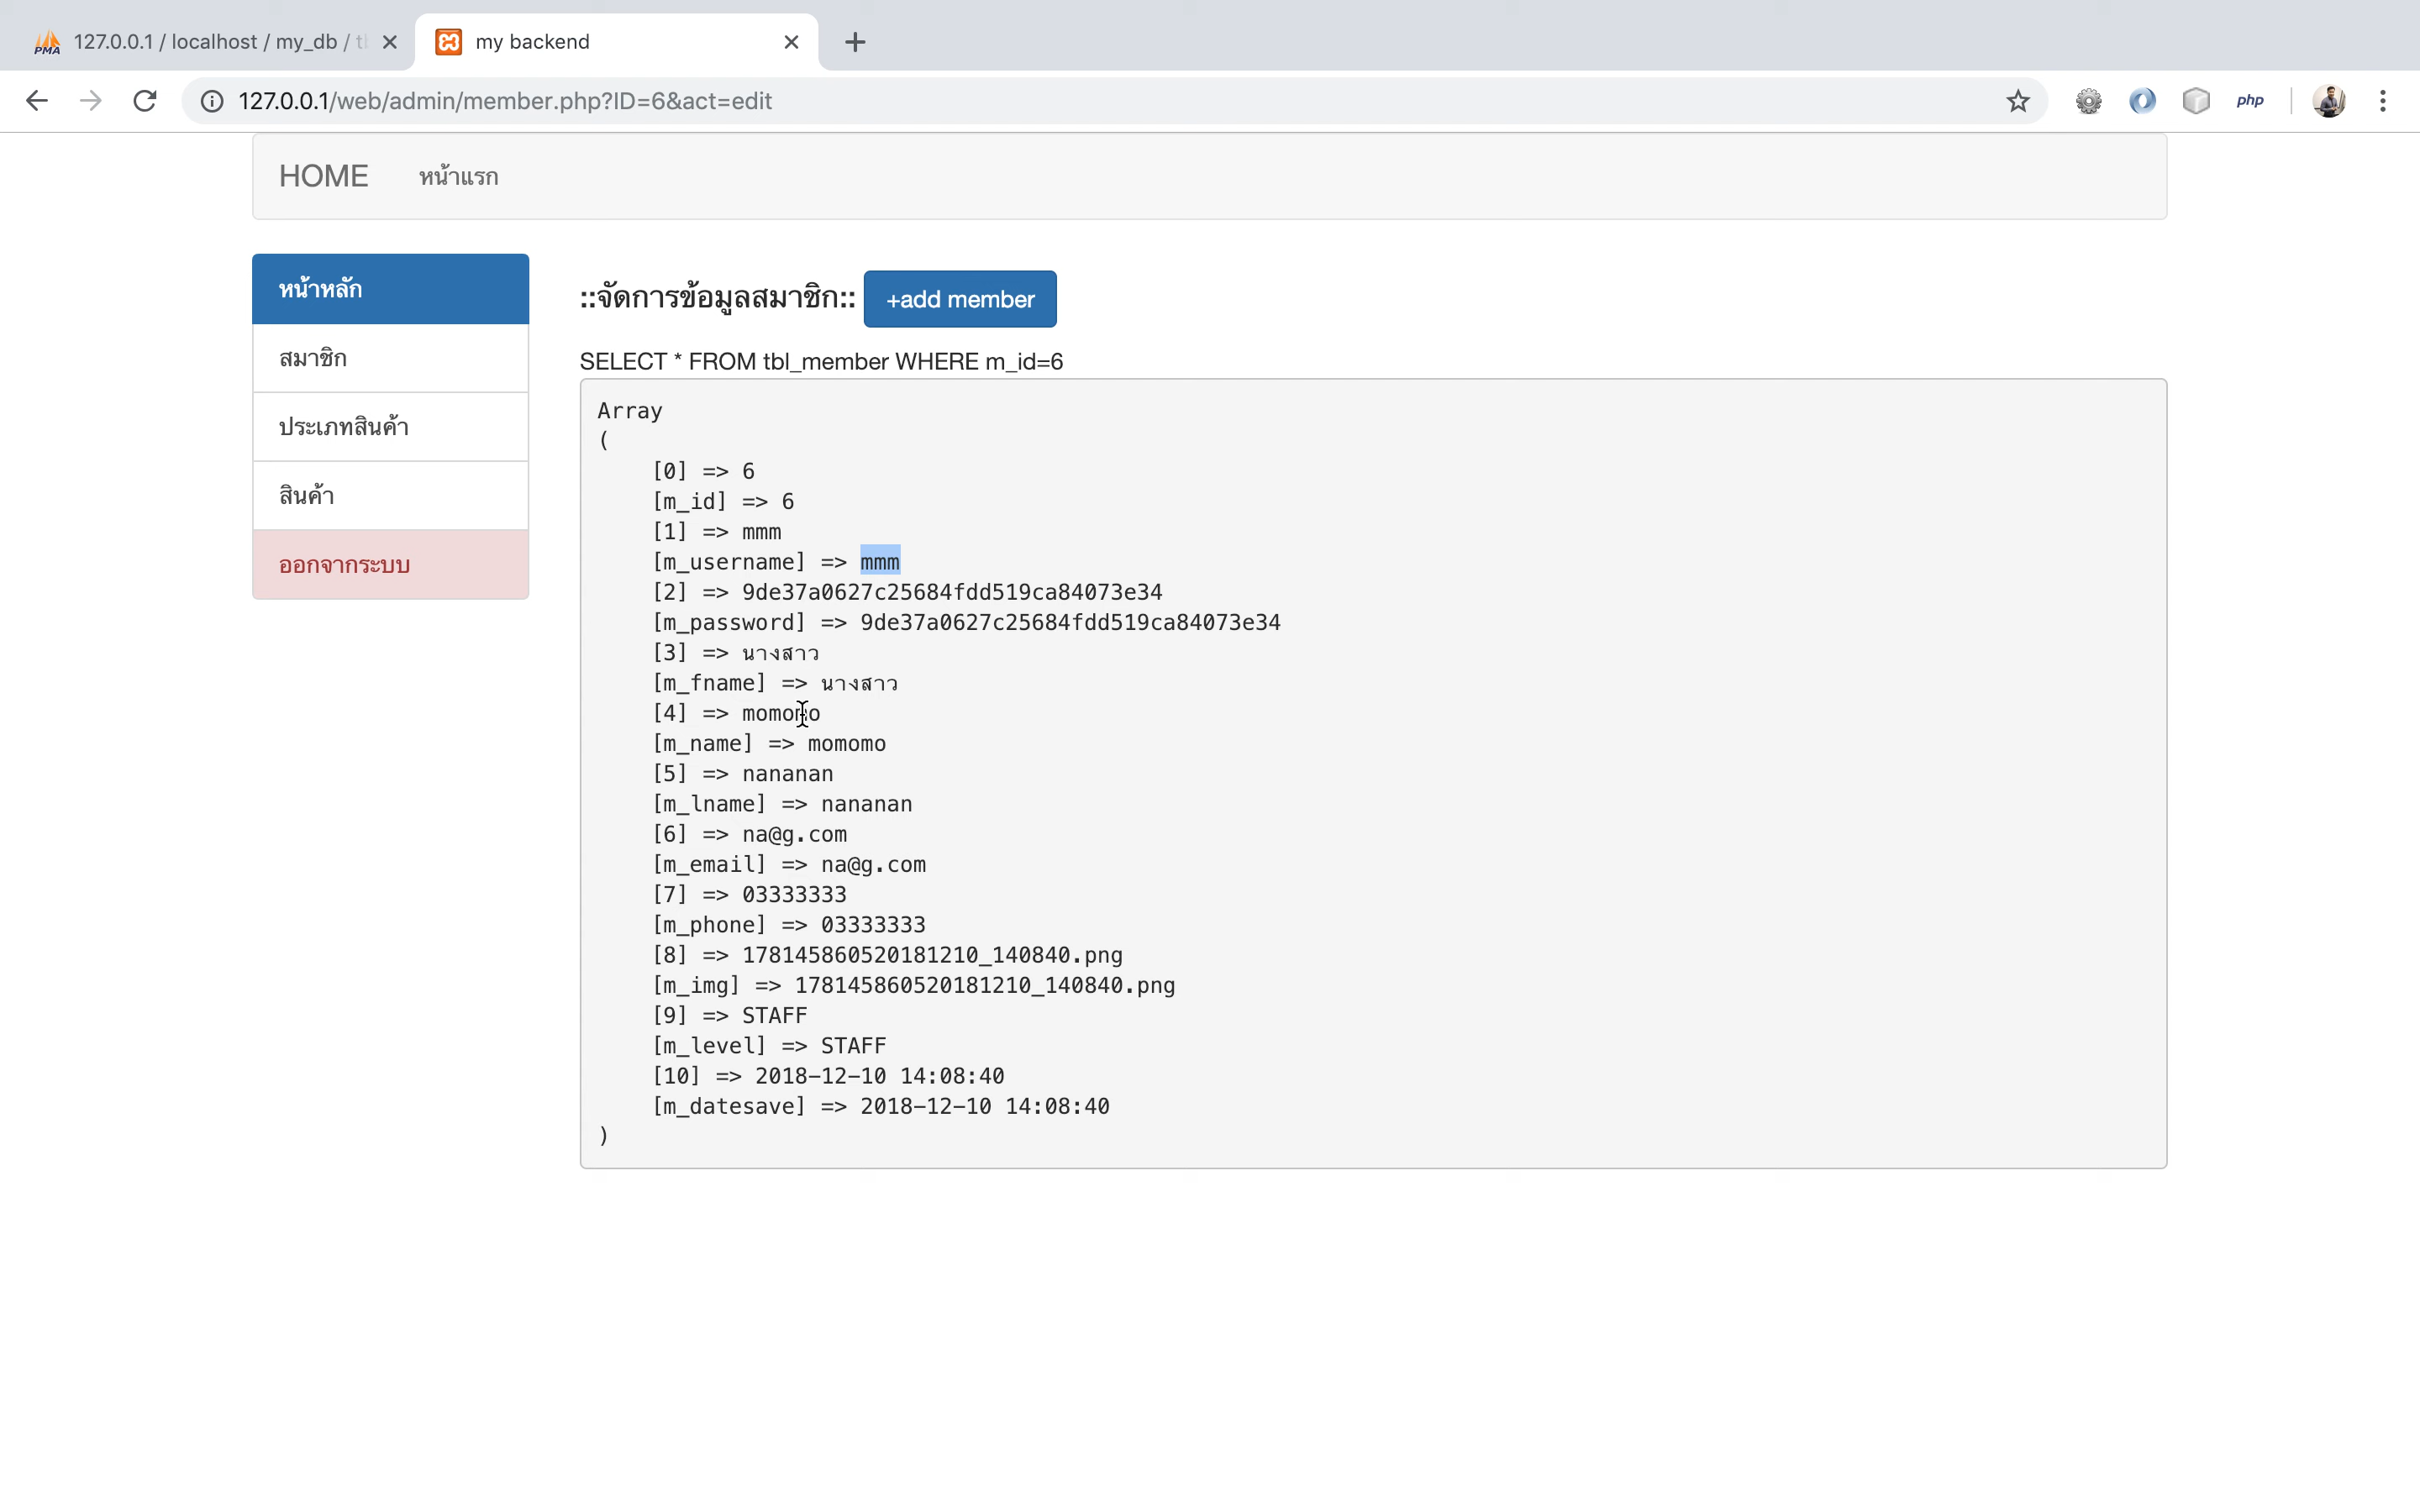 127.0.0.1 / localhost / my_db / t
my backend
127.0.0.1/web/admin/member.php?ID=6&act=edit
php
HOME หน้าแรก
หน้าหลัก
สมาชิก
ประเภทสินค้า
สินค้า
ออกจากระบบ
::จัดการข้อมูลสมาชิก:: +add member
SELECT * FROM tbl_member WHERE m_id=6
Array
(
[0] => 6
[m_id] => 6
[1] => mmm
[m_username] => mmm
[2] => 9de37a0627c25684fdd519ca84073e34
[m_password] => 9de37a0627c25684fdd519ca84073e34
[3] => นางสาว
[m_fname] => นางสาว
[4] => momomo
[m_name] => momomo
[5] => nananan
[m_lname] => nananan
[6] => na@g.com
[m_email] => na@g.com
[7] => 03333333
[m_phone] => 03333333
[8] => 178145860520181210_140840.png
[m_img] => 178145860520181210_140840.png
[9] => STAFF
[m_level] => STAFF
[10] => 2018-12-10 14:08:40
[m_datesave] => 2018-12-10 14:08:40
)